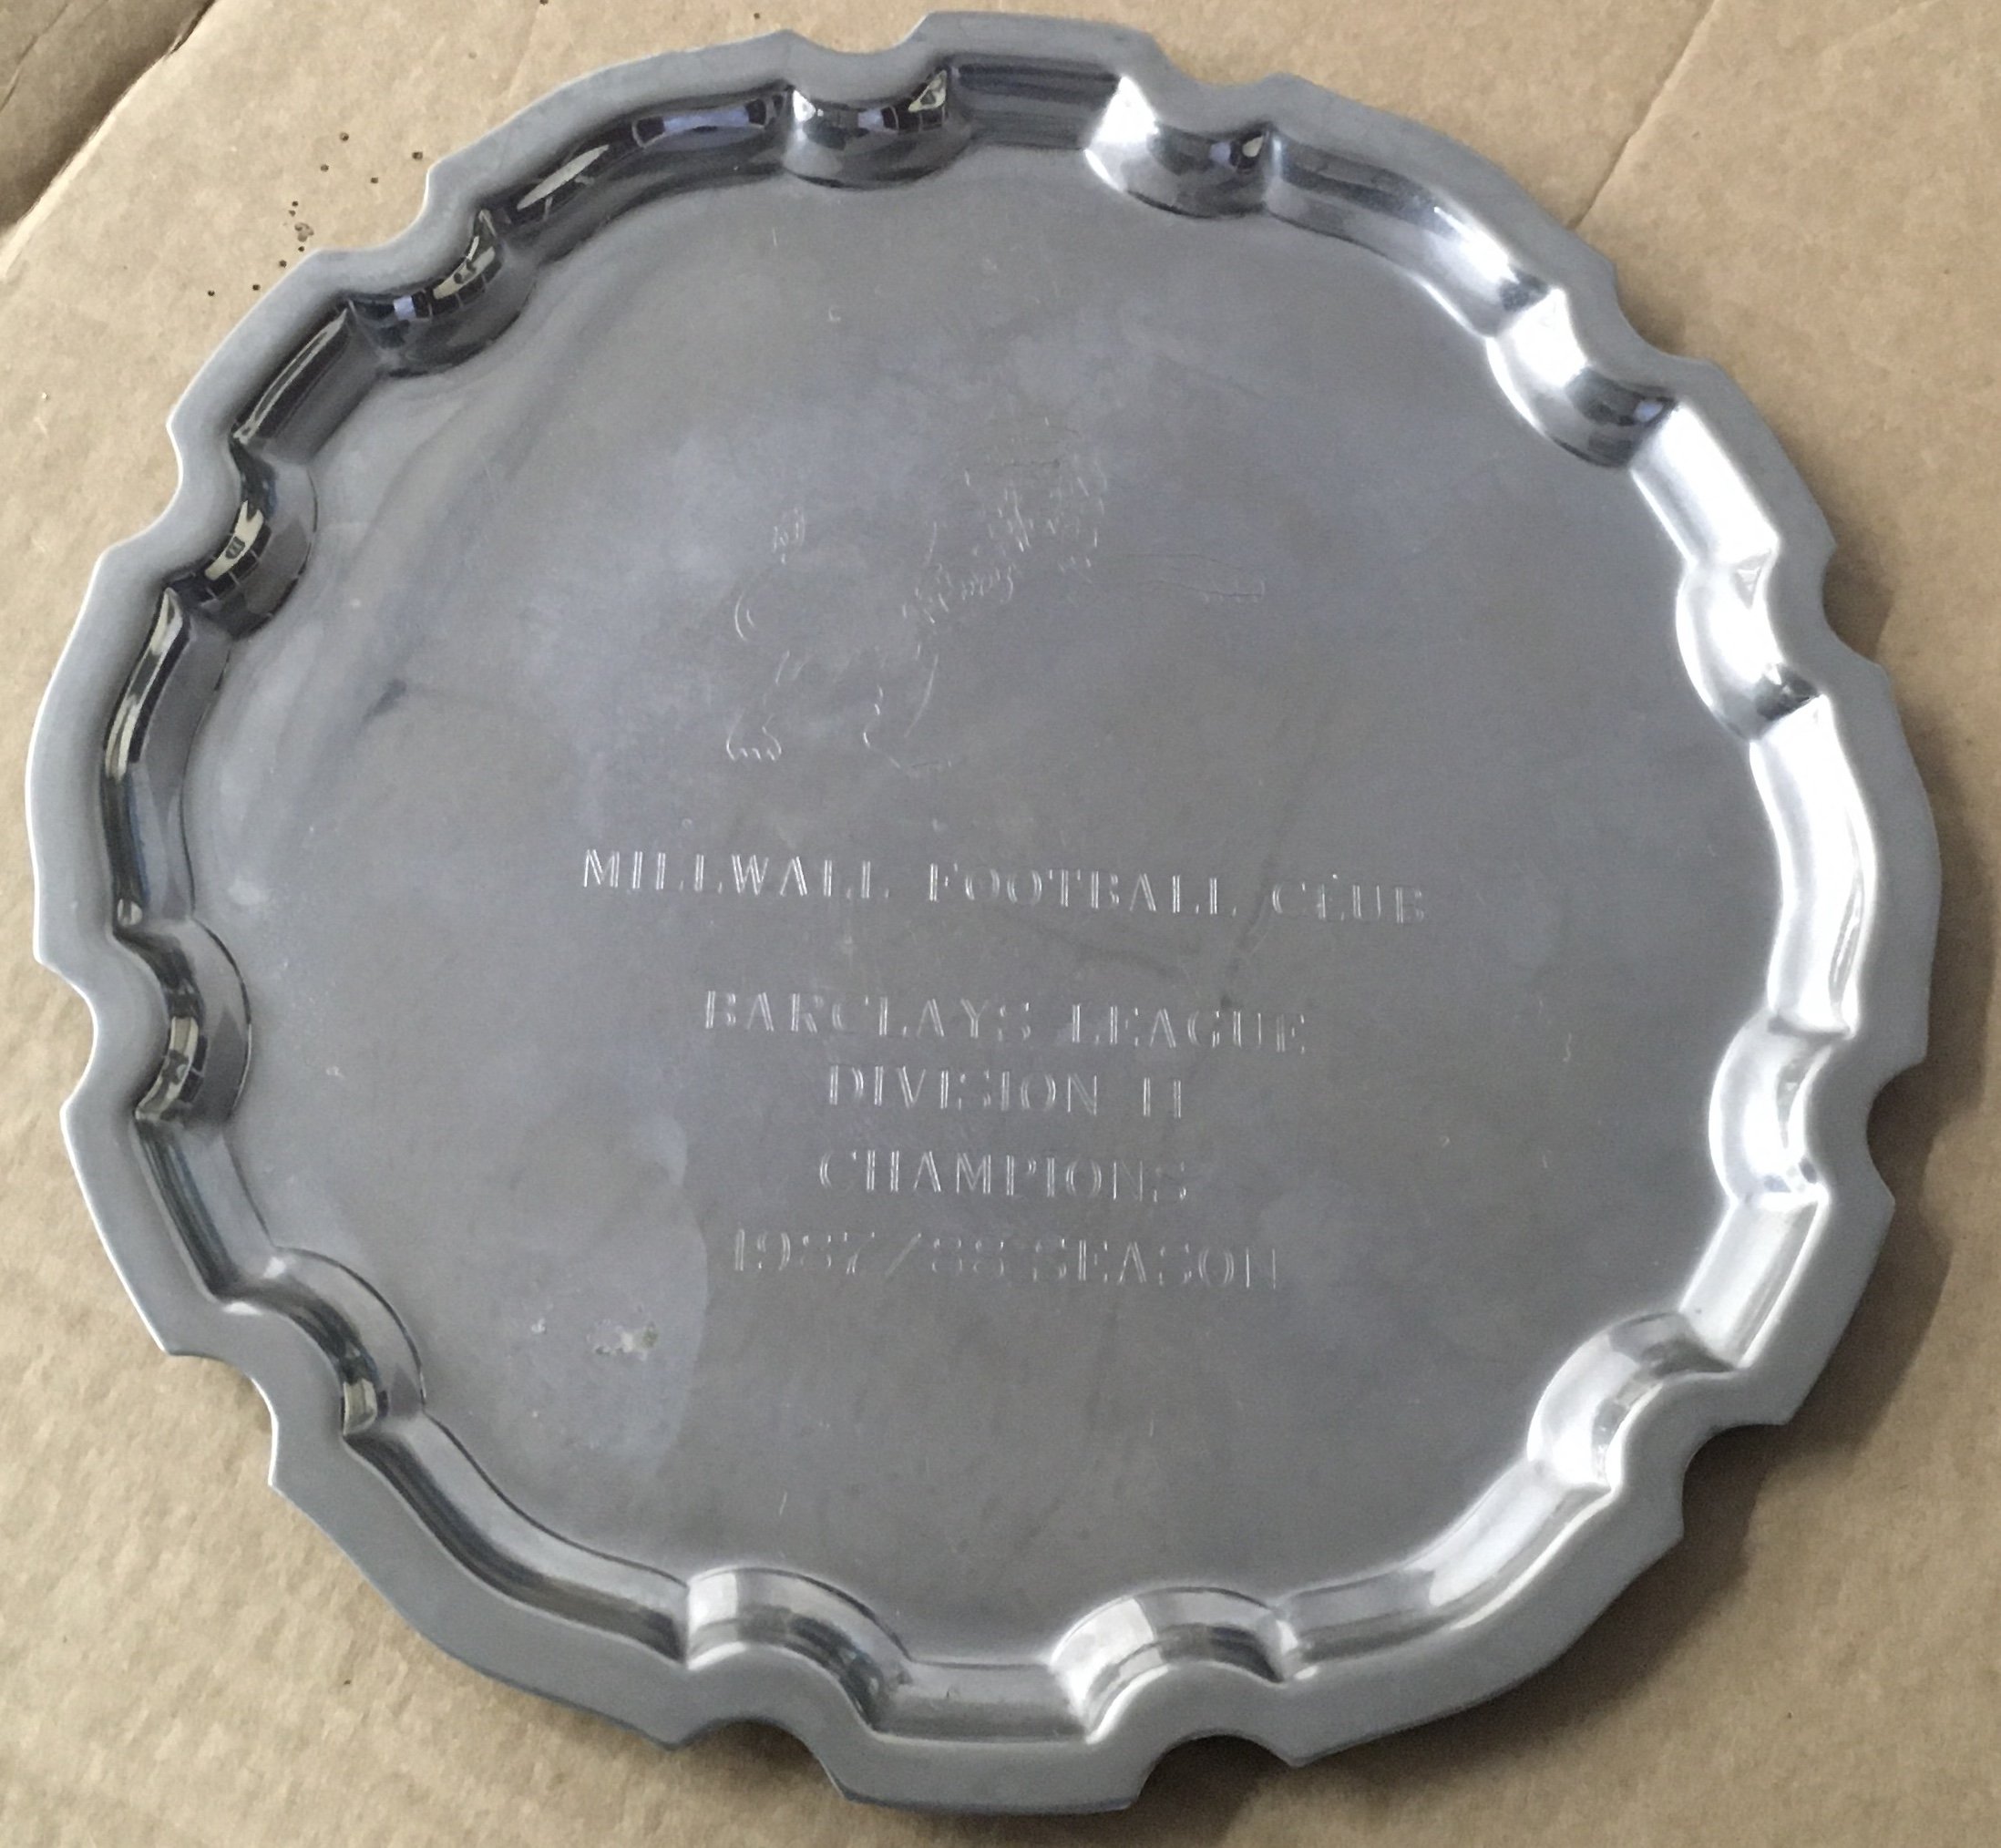 MILLWALL FOOTBALL CLUB
BARCLAYS LEAGUE
DIVISION II
CHAMPIONS
1987/88 SEASON